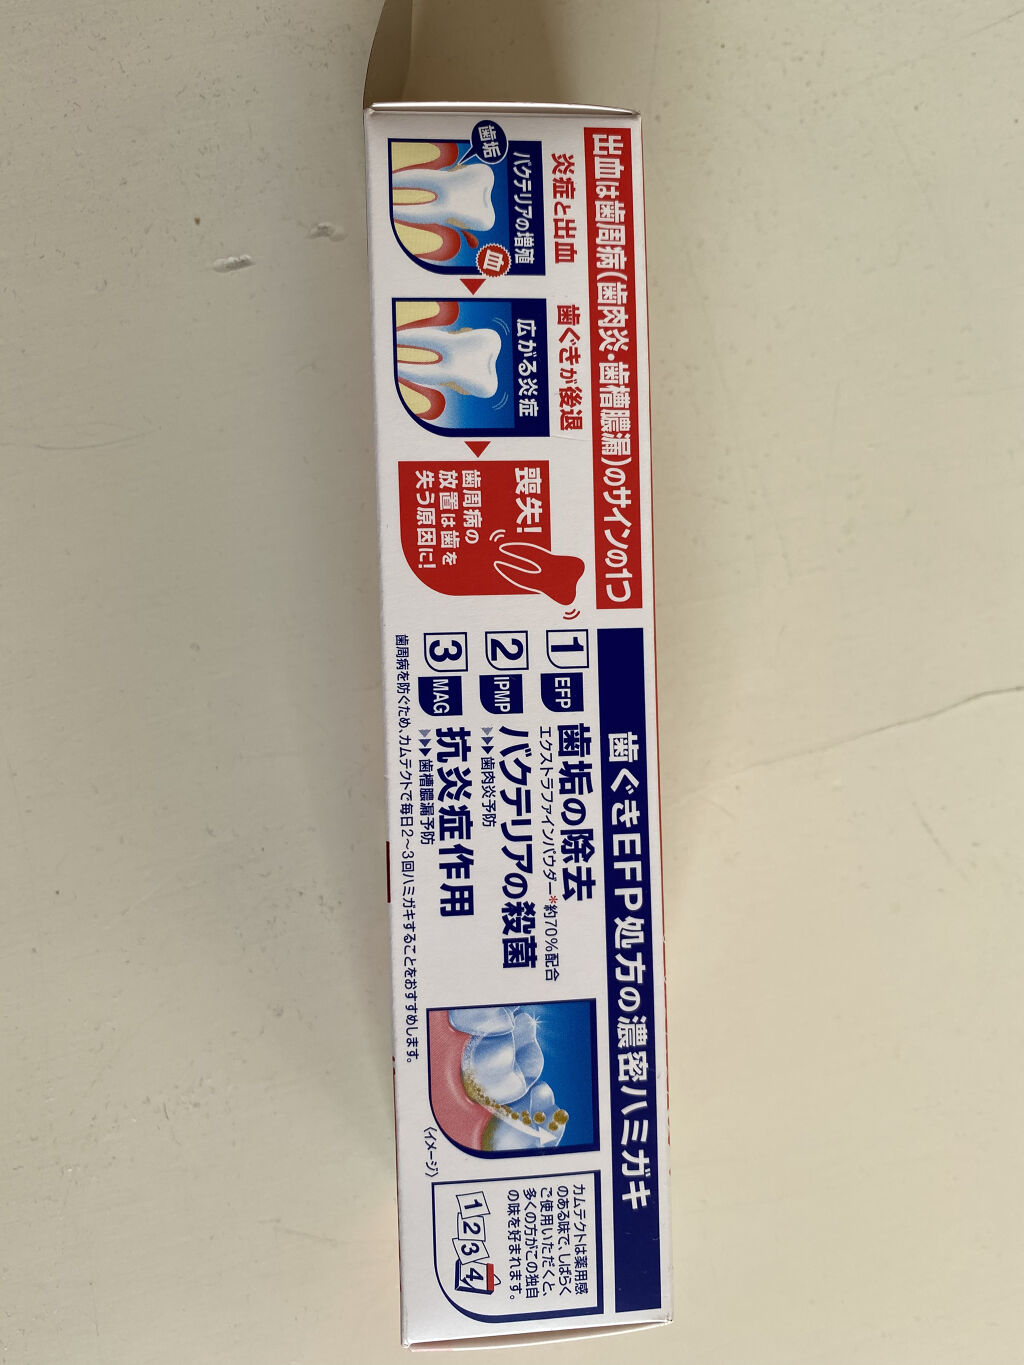 出血は歯周病(歯肉炎・歯槽膿漏)のサインの1つ
炎症と出血
バクテリアの増殖
歯垢
血
歯ぐきが後退
広がる炎症
喪失!
歯周病の
放置は歯を
失う原因に!
歯ぐきEFP処方の濃密ハミガキ
1 EFP 歯垢の除去
エクストラファインパウダー*約70%配合
2 IPMP バクテリアの殺菌
歯肉炎予防
3 MAG 抗炎症作用
歯槽膿漏予防
歯周病を防ぐため、カムテクトで毎日2〜3回ハミガキすることをおすすめします。
〈イメージ〉
カムテクトは薬用感
のある味で、しばらく
ご使用いただくと、
多くの方がこの独自
の味を好まれます。
1 2 3 4